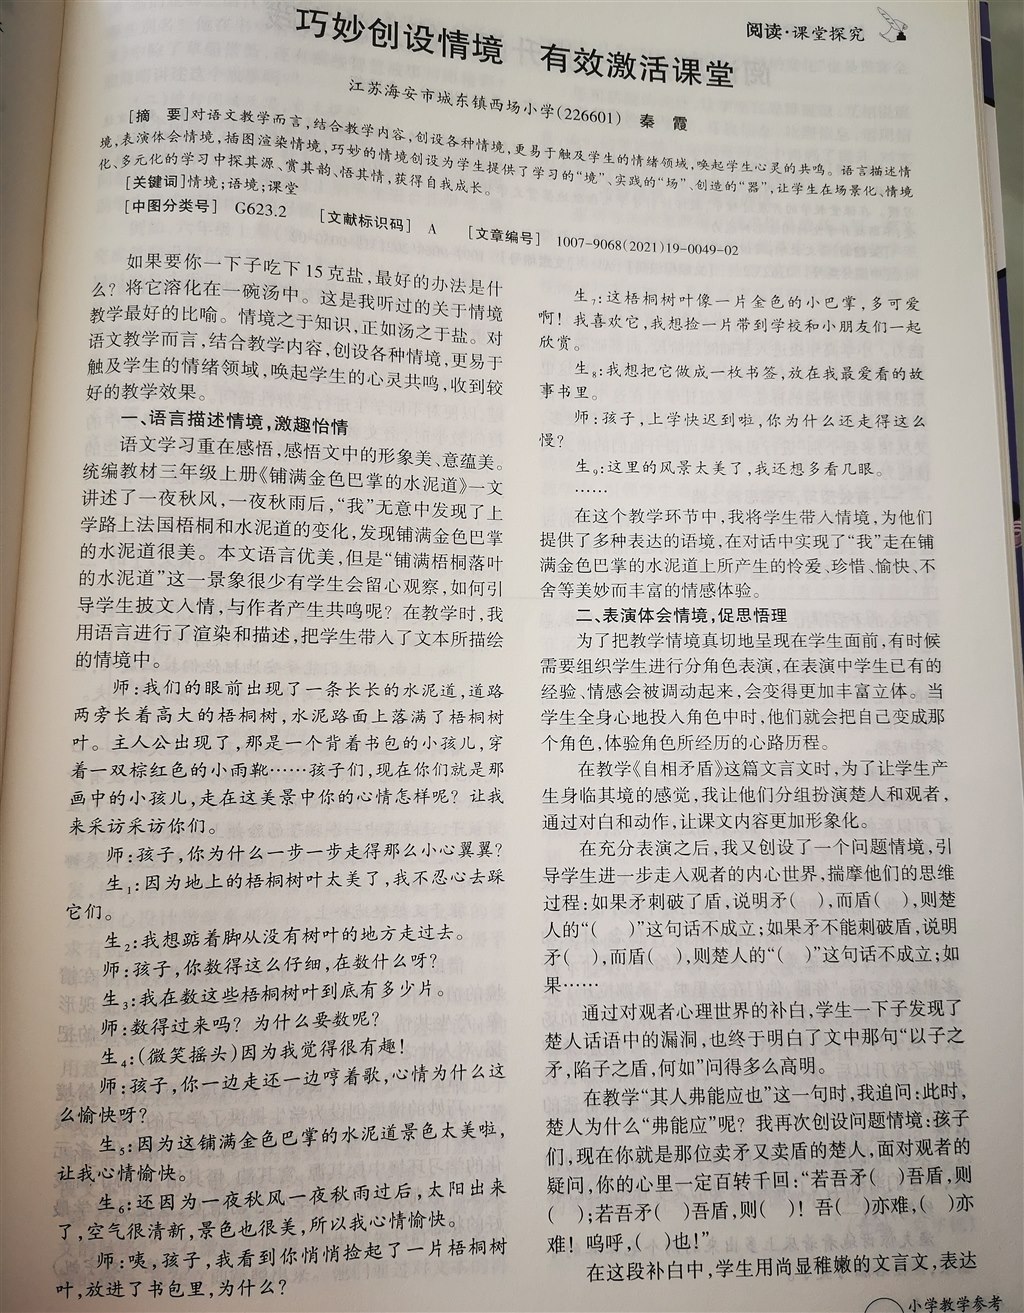 阅读·课堂探究
巧妙创设情境 有效激活课堂
江苏海安市城东镇西场小学(226601) 秦 霞
[摘 要]对语文教学而言,结合教学内容,创设各种情境,更易于触及学生的情绪领域,唤起学生心灵的共鸣。语言描述情
境,表演体会情境,插图渲染情境,巧妙的情境创设为学生提供了学习的“境”、实践的“场”、创造的“器”,让学生在场景化、情境
化、多元化的学习中探其源、赏其韵、悟其情,获得自我成长。
[关键词]情境;语境;课堂
[中图分类号] G623.2 [文献标识码] A [文章编号] 1007-9068(2021)19-0049-02
如果要你一下子吃下15克盐,最好的办法是什
么?将它溶化在一碗汤中。这是我听过的关于情境
教学最好的比喻。情境之于知识,正如汤之于盐。对
语文教学而言,结合教学内容,创设各种情境,更易于
触及学生的情绪领域,唤起学生的心灵共鸣,收到较
好的教学效果。
一、语言描述情境,激趣怡情
语文学习重在感悟,感悟文中的形象美、意蕴美。
统编教材三年级上册《铺满金色巴掌的水泥道》一文
讲述了一夜秋风,一夜秋雨后,“我”无意中发现了上
学路上法国梧桐和水泥道的变化,发现铺满金色巴掌
的水泥道很美。本文语言优美,但是“铺满梧桐落叶
的水泥道”这一景象很少有学生会留心观察,如何引
导学生披文入情,与作者产生共鸣呢?在教学时,我
用语言进行了渲染和描述,把学生带入了文本所描绘
的情境中。
师:我们的眼前出现了一条长长的水泥道,道路
两旁长着高大的梧桐树,水泥路面上落满了梧桐树
叶。主人公出现了,那是一个背着书包的小孩儿,穿
着一双棕红色的小雨靴……孩子们,现在你们就是那
画中的小孩儿,走在这美景中你的心情怎样呢?让我
来采访采访你们。
师:孩子,你为什么一步一步走得那么小心翼翼?
生1:因为地上的梧桐树叶太美了,我不忍心去踩
它们。
生2:我想踮着脚从没有树叶的地方走过去。
师:孩子,你数得这么仔细,在数什么呀?
生3:我在数这些梧桐树叶到底有多少片。
师:数得过来吗?为什么要数呢?
生4:(微笑摇头)因为我觉得很有趣!
师:孩子,你一边走还一边哼着歌,心情为什么这
么愉快呀?
生5:因为这铺满金色巴掌的水泥道景色太美啦,
让我心情愉快。
生6:还因为一夜秋风一夜秋雨过后,太阳出来
了,空气很清新,景色也很美,所以我心情愉快。
师:咦,孩子,我看到你悄悄捡起了一片梧桐树
叶,放进了书包里,为什么?
生7:这梧桐树叶像一片金色的小巴掌,多可爱
啊!我喜欢它,我想捡一片带到学校和小朋友们一起
欣赏。
生8:我想把它做成一枚书签,放在我最爱看的故
事书里。
师:孩子,上学快迟到啦,你为什么还走得这么
慢?
生9:这里的风景太美了,我还想多看几眼。
……
在这个教学环节中,我将学生带入情境,为他们
提供了多种表达的语境,在对话中实现了“我”走在铺
满金色巴掌的水泥道上所产生的怜爱、珍惜、愉快、不
舍等美妙而丰富的情感体验。
二、表演体会情境,促思悟理
为了把教学情境真切地呈现在学生面前,有时候
需要组织学生进行分角色表演,在表演中学生已有的
经验、情感会被调动起来,会变得更加丰富立体。当
学生全身心地投入角色中时,他们就会把自己变成那
个角色,体验角色所经历的心路历程。
在教学《自相矛盾》这篇文言文时,为了让学生产
生身临其境的感觉,我让他们分组扮演楚人和观者,
通过对白和动作,让课文内容更加形象化。
在充分表演之后,我又创设了一个问题情境,引
导学生进一步走入观者的内心世界,揣摩他们的思维
过程:如果矛刺破了盾,说明矛( ),而盾( ),则楚
人的“( )”这句话不成立;如果矛不能刺破盾,说明
矛( ),而盾( ),则楚人的“( )”这句话不成立;如
果……
通过对观者心理世界的补白,学生一下子发现了
楚人话语中的漏洞,也终于明白了文中那句“以子之
矛,陷子之盾,何如”问得多么高明。
在教学“其人弗能应也”这一句时,我追问:此时,
楚人为什么“弗能应”呢?我再次创设问题情境:孩子
们,现在你就是那位卖矛又卖盾的楚人,面对观者的
疑问,你的心里一定百转千回:“若吾矛( )吾盾,则
( );若吾矛( )吾盾,则( )!吾( )亦难,( )亦
难!呜呼,( )也!”
在这段补白中,学生用尚显稚嫩的文言文,表达
小学教学参考